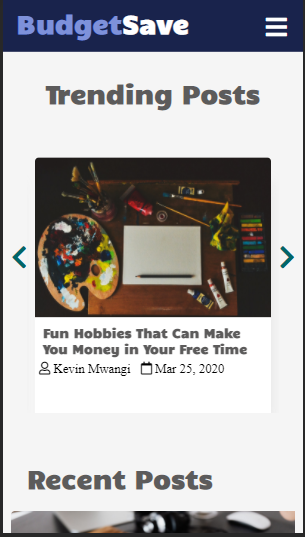 BudgetSave
Trending Posts
Fun Hobbies That Can Make
You Money in Your Free Time
Kevin Mwangi Mar 25, 2020
Recent Posts